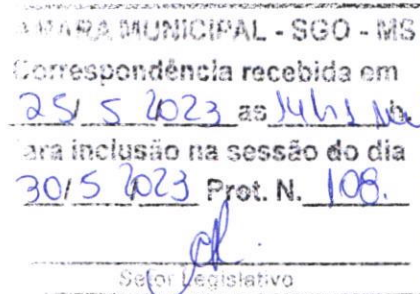 AMARA MUNICIPAL - SGO - MS
Correspondência recebida em
25/ 5 2023 as 14h
ara inclusão na sessão do dia
30/ 5 2023 Prot. N. 108.
Setor Legislativo